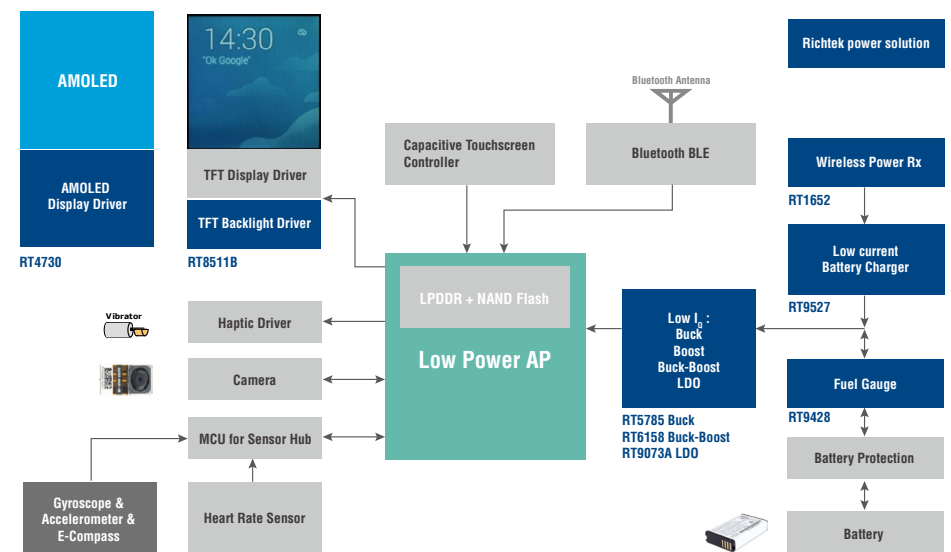 AMOLED
AMOLED
Display Driver
RT4730
14:30
"Ok Google"
TFT Display Driver
TFT Backlight Driver
RT8511B
Capacitive Touchscreen
Controller
Bluetooth Antenna
Bluetooth BLE
Richtek power solution
Wireless Power Rx
RT1652
Low current
Battery Charger
RT9527
LPDDR + NAND Flash
Low Power AP
Low IQ :
Buck
Boost
Buck-Boost
LDO
RT5785 Buck
RT6158 Buck-Boost
RT9073A LDO
Fuel Gauge
RT9428
Battery Protection
Battery
Vibrator
Haptic Driver
Camera
MCU for Sensor Hub
Gyroscope &
Accelerometer &
E-Compass
Heart Rate Sensor